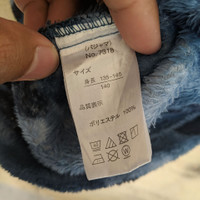 (パジャマ)
No.7318
サイズ
身長 135-145
140
品質表示
ポリエステル 100%